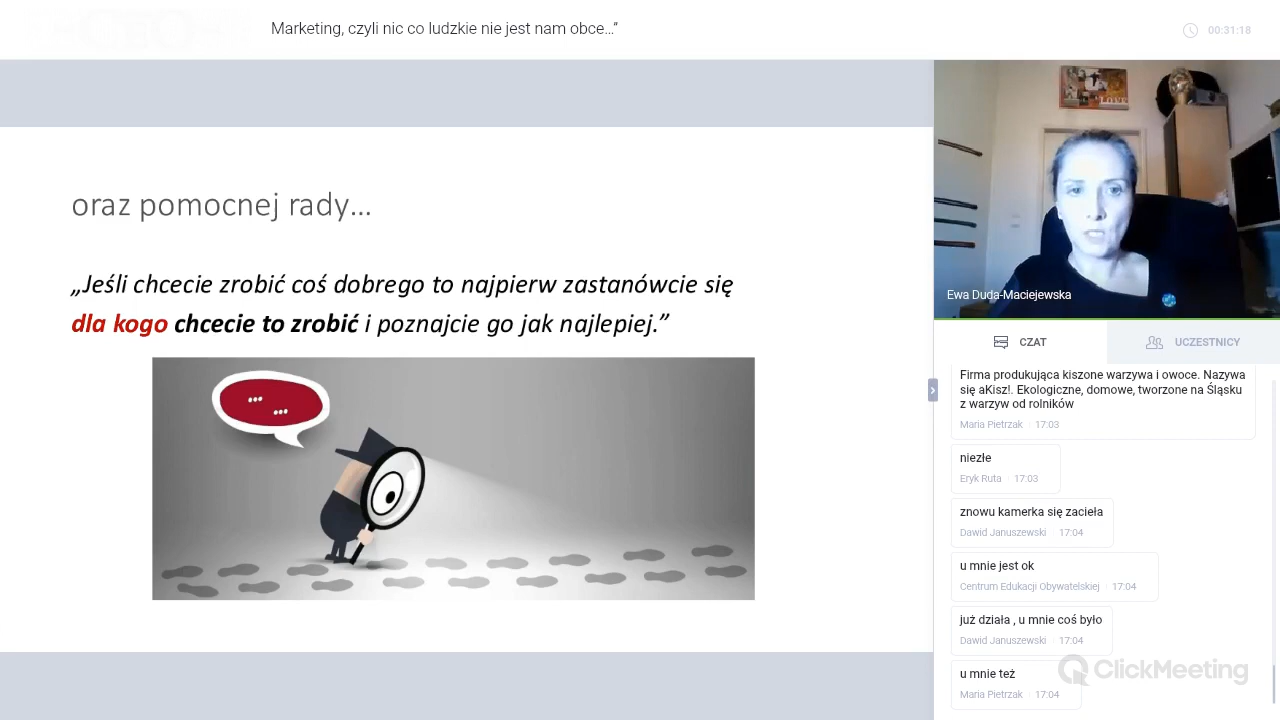 Marketing, czyli nic co ludzkie nie jest nam obce...”
00:31:18
oraz pomocnej rady...
„Jeśli chcecie zrobić coś dobrego to najpierw zastanówcie się
dla kogo chcecie to zrobić i poznajcie go jak najlepiej.”
... ...
Ewa Duda-Maciejewska
CZAT
UCZESTNICY
Firma produkująca kiszone warzywa i owoce. Nazywa
się aKisz!. Ekologiczne, domowe, tworzone na Śląsku
z warzyw od rolników
Maria Pietrzak 17:03
niezłe
Eryk Ruta 17:03
znowu kamerka się zacieła
Dawid Januszewski 17:04
u mnie jest ok
Centrum Edukacji Obywatelskiej 17:04
już działa , u mnie coś było
Dawid Januszewski 17:04
u mnie też
Maria Pietrzak 17:04
ClickMeeting